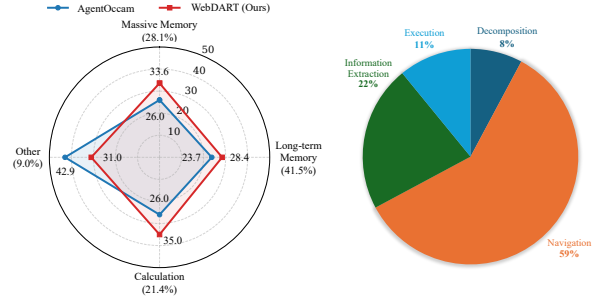 AgentOccam
WebDART (Ours)
Massive Memory
(28.1%)
50
40
30
20
10
33.6
26.0
Long-term
Memory
(41.5%)
23.7
28.4
Other
(9.0%)
42.9
31.0
26.0
35.0
Calculation
(21.4%)
Execution
11%
Decomposition
8%
Information
Extraction
22%
Navigation
59%